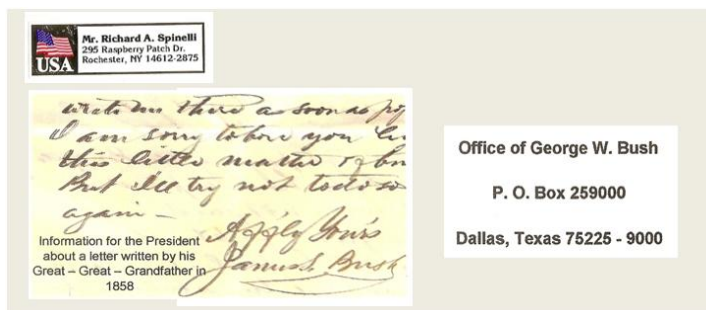 Mr. Richard A. Spinelli
295 Raspberry Patch Dr.
Rochester, NY 14612-2875
USA
write me there as soon as
I am sorry to bore you
this little matter of
But I'll try not to do so
again –
Yours
James S. Bush
Information for the President
about a letter written by his
Great – Great – Grandfather in
1858
Office of George W. Bush
P. O. Box 259000
Dallas, Texas 75225 - 9000